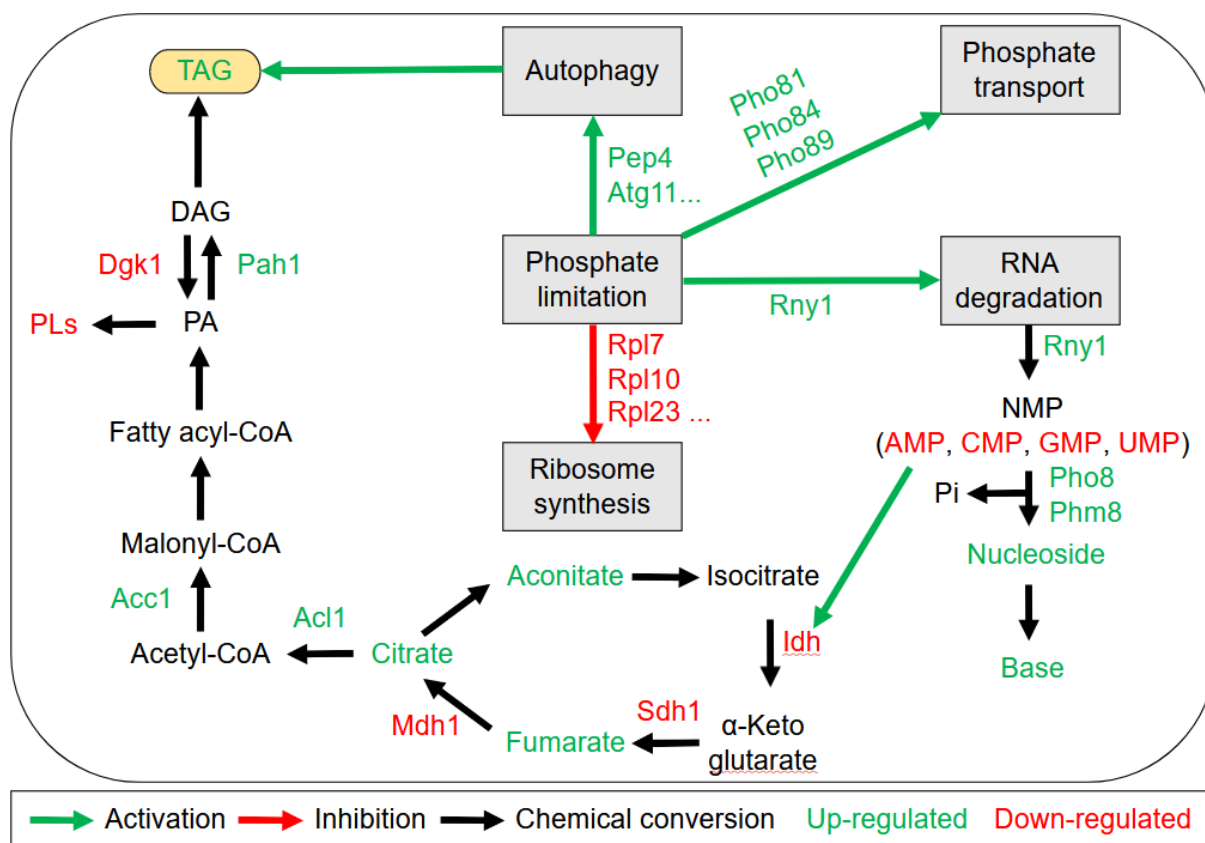 TAG
Autophagy
Phosphate
transport
Pho81
Pho84
Pho89
Pep4
Atg11...
DAG
Dgk1
Pah1
Phosphate
limitation
RNA
degradation
Rny1
PLs
PA
Rpl7
Rpl10
Rpl23 ...
Rny1
NMP
(AMP, CMP, GMP, UMP)
Fatty acyl-CoA
Ribosome
synthesis
Pi
Pho8
Phm8
Malonyl-CoA
Nucleoside
Aconitate
Isocitrate
Acc1
Acl1
Acetyl-CoA
Citrate
Idh
Base
Mdh1
Fumarate
Sdh1
α-Keto
glutarate
Activation
Inhibition
Chemical conversion
Up-regulated
Down-regulated